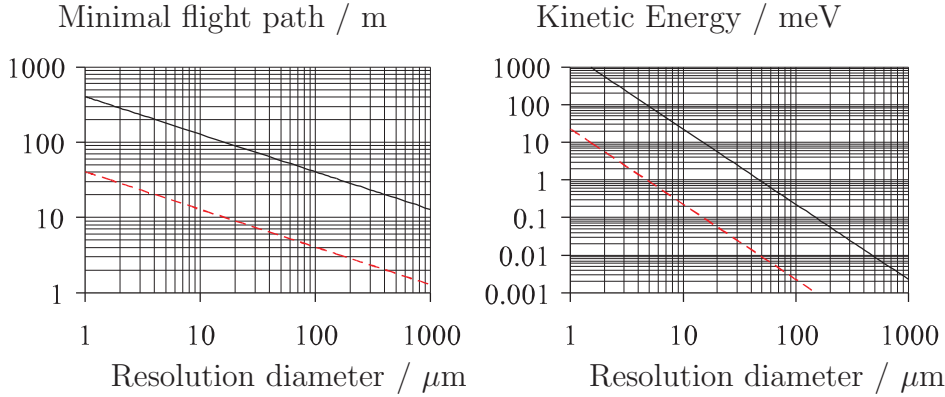 Minimal flight path / m
1000
100
10
1
1 10 100 1000
Resolution diameter / μm
Kinetic Energy / meV
1000
100
10
1
0.1
0.01
0.001
1 10 100 1000
Resolution diameter / μm